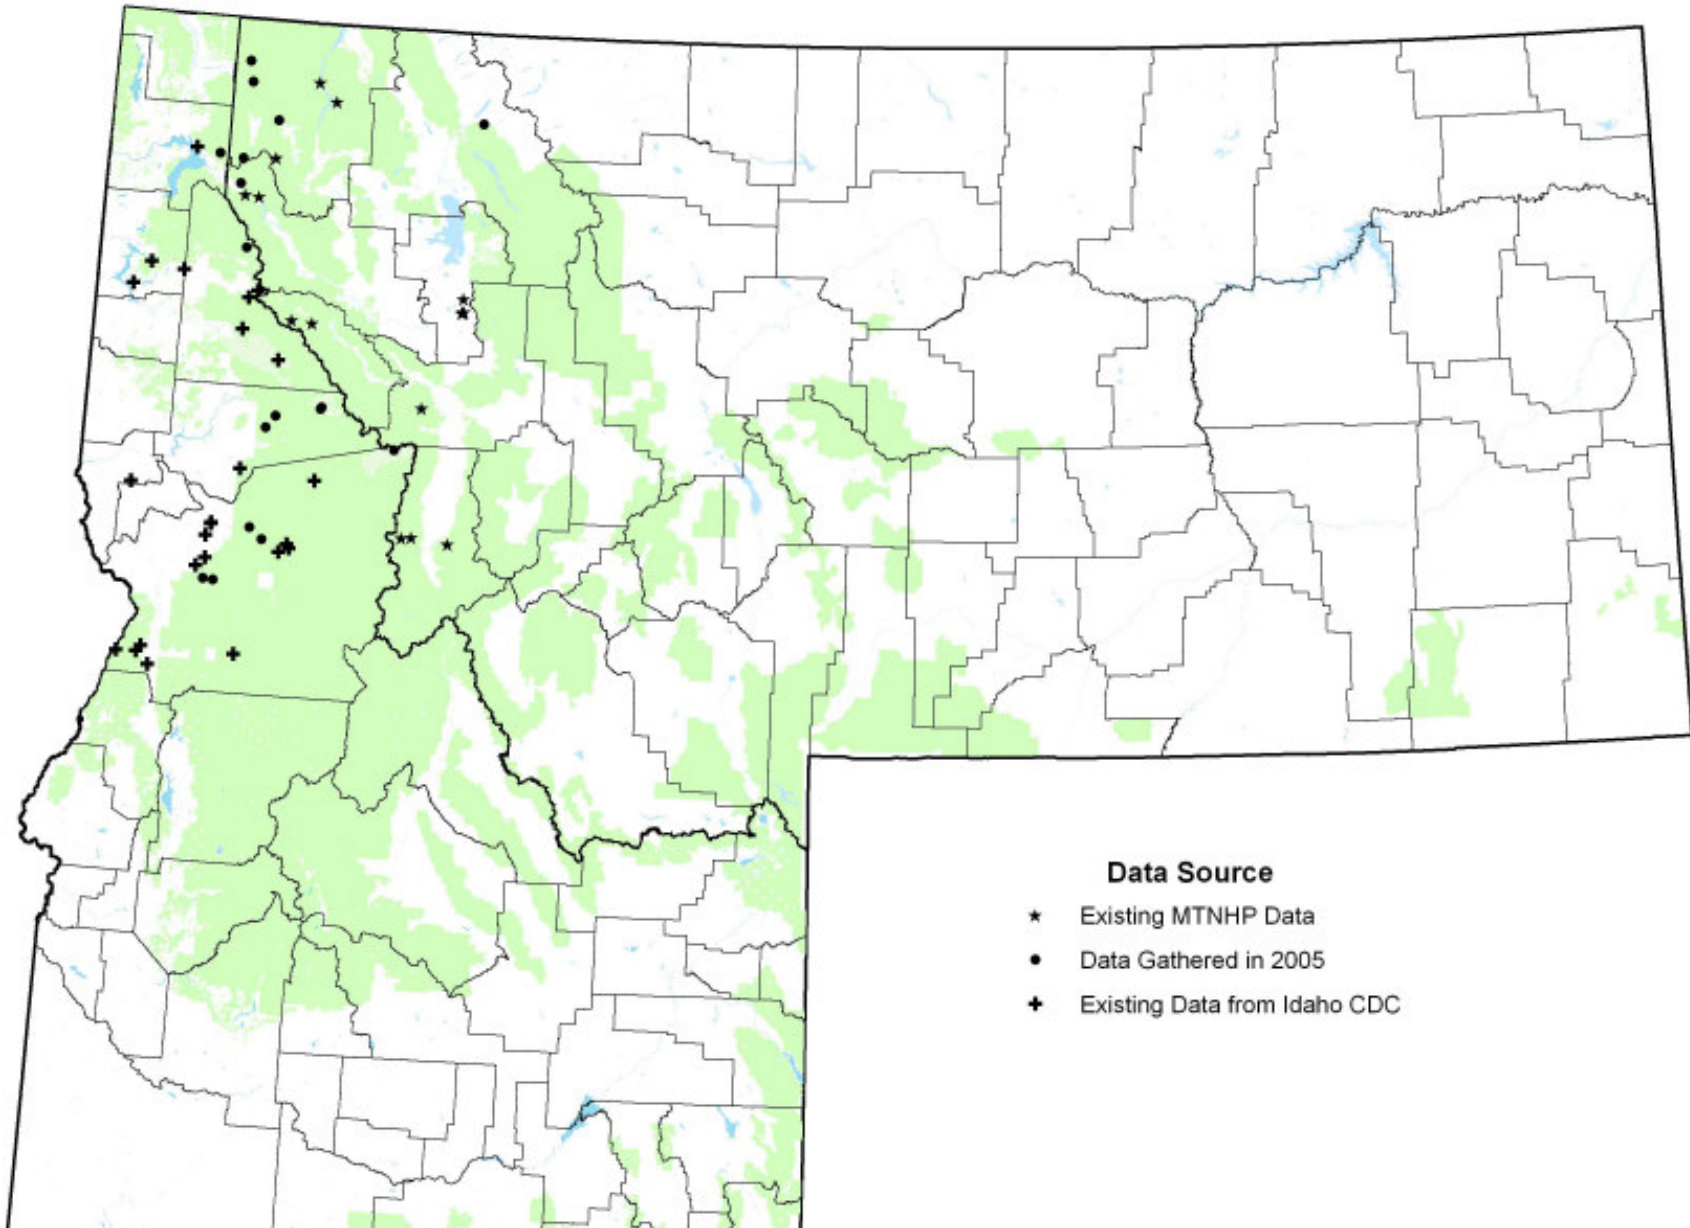 Data Source
Existing MTNHP Data
Data Gathered in 2005
Existing Data from Idaho CDC